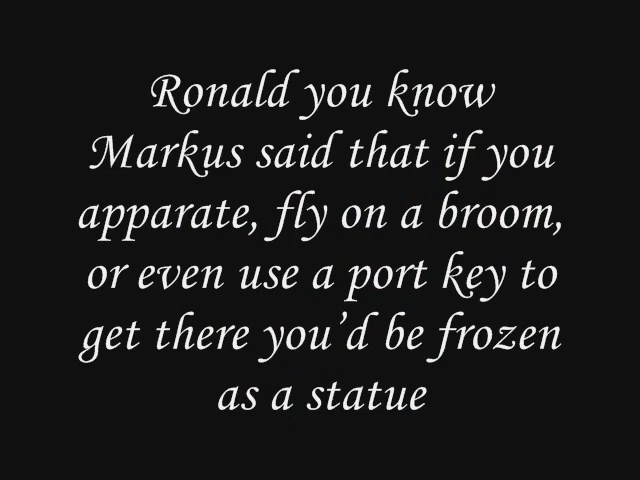 Ronald you know
Markus said that if you
apparate, fly on a broom,
or even use a port key to
get there you'd be frozen
as a statue